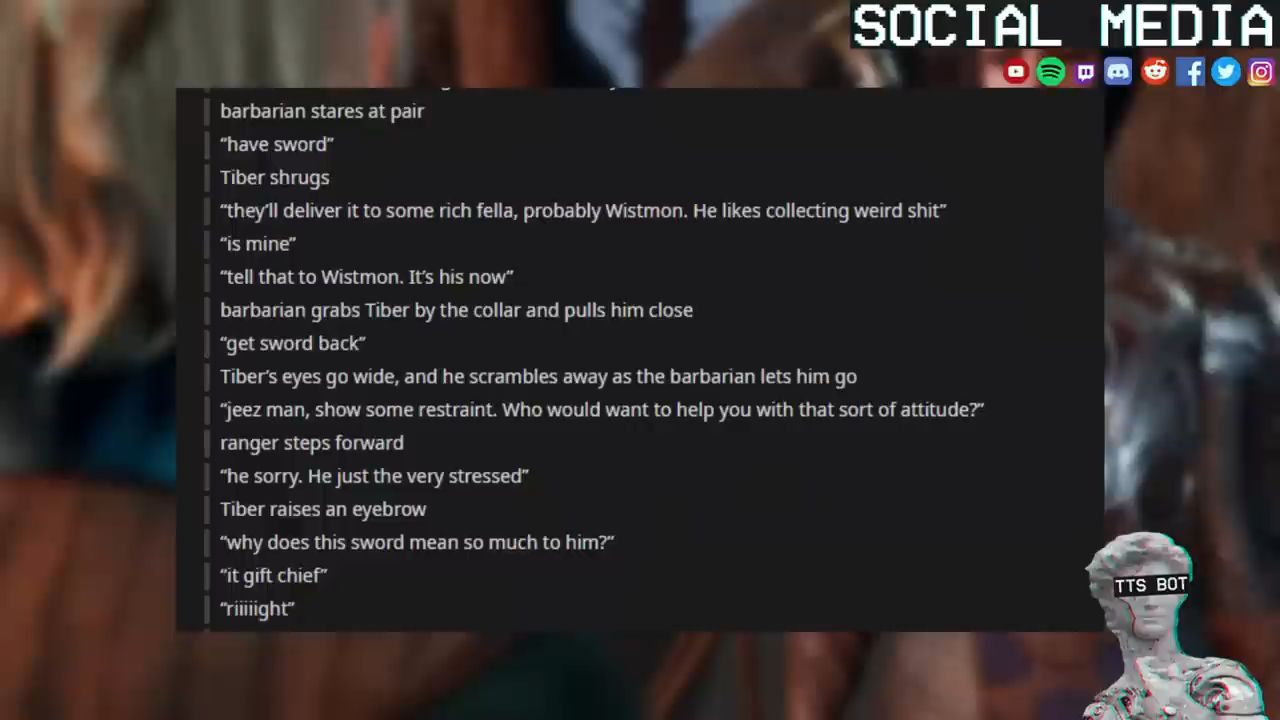 SOCIAL MEDIA
barbarian stares at pair
“have sword”
Tiber shrugs
“they’ll deliver it to some rich fella, probably Wistmon. He likes collecting weird shit”
“is mine”
“tell that to Wistmon. It’s his now”
barbarian grabs Tiber by the collar and pulls him close
“get sword back”
Tiber’s eyes go wide, and he scrambles away as the barbarian lets him go
“jeez man, show some restraint. Who would want to help you with that sort of attitude?”
ranger steps forward
“he sorry. He just the very stressed”
Tiber raises an eyebrow
“why does this sword mean so much to him?”
“it gift chief”
“riiiiight”
TTS BOT